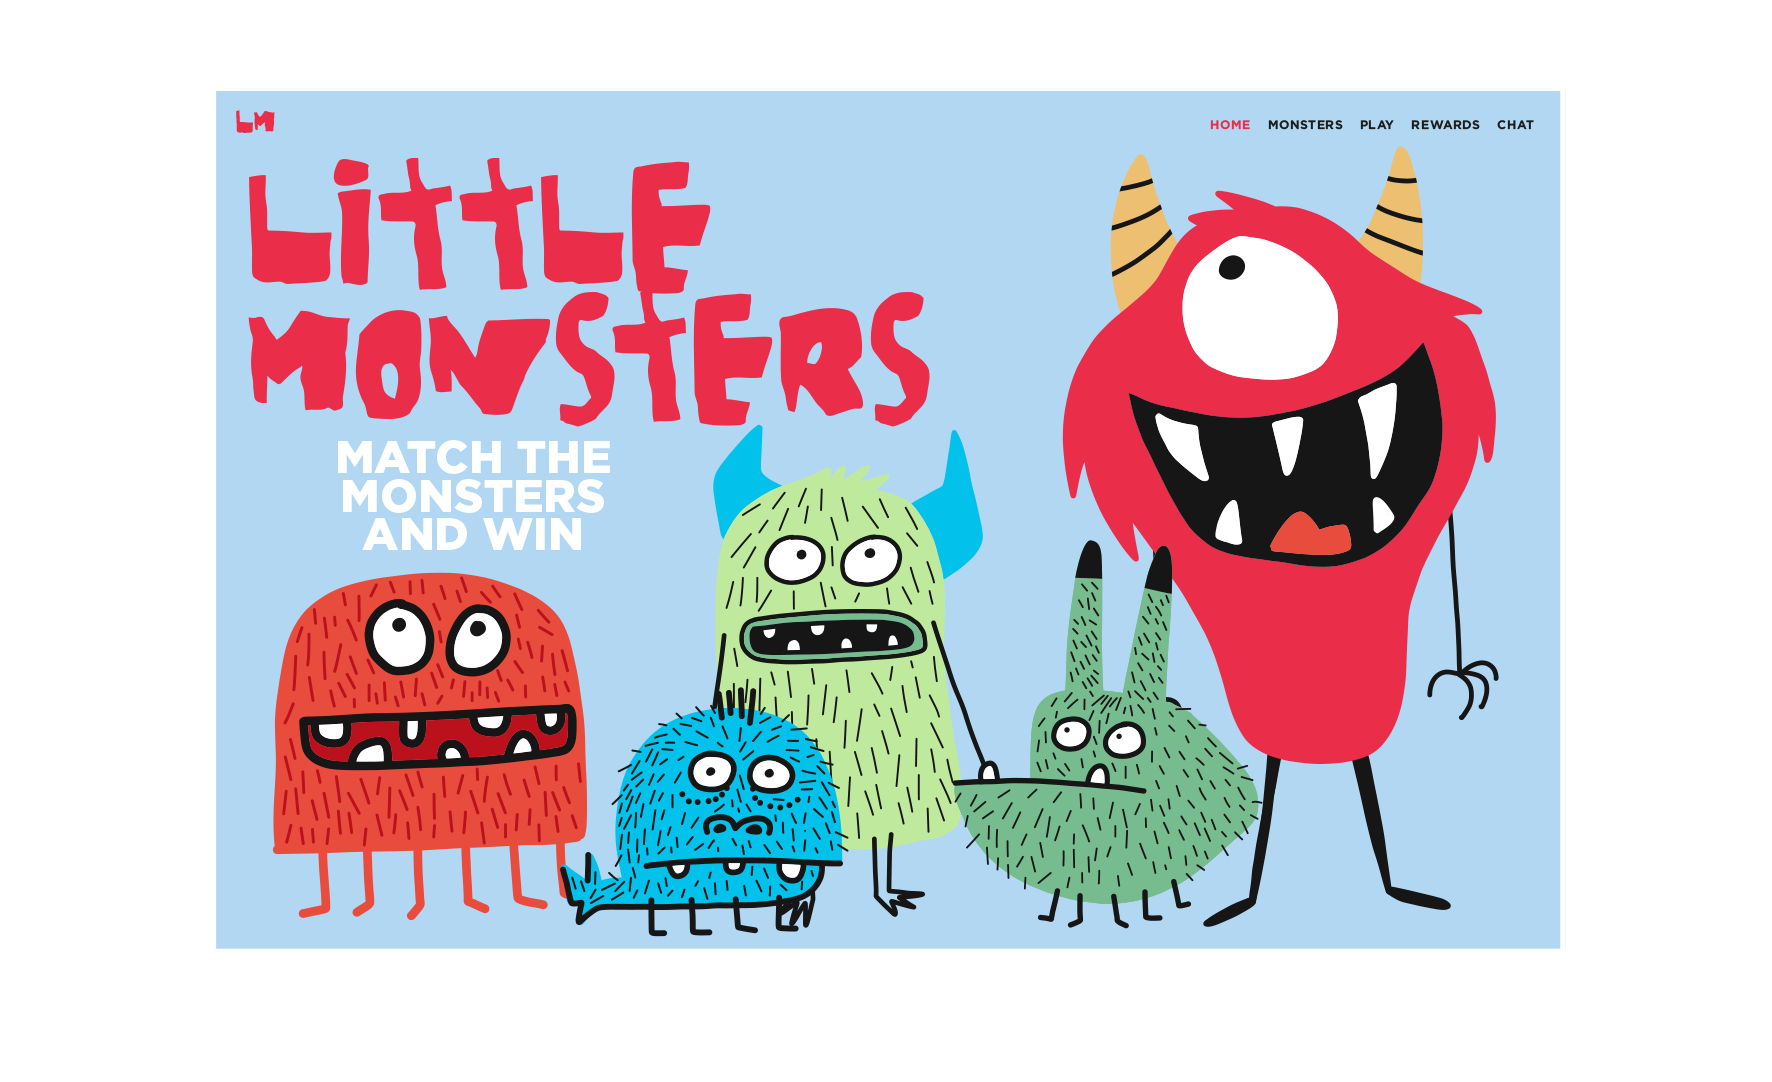 LM
HOME MONSTERS PLAY REWARDS CHAT
LiTTLE
MONSTERS
MATCH THE
MONSTERS
AND WIN